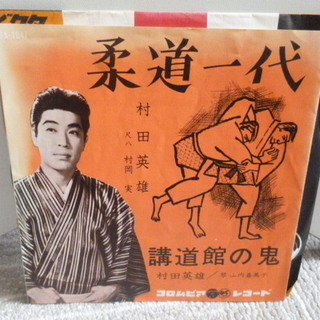 柔道一代
村田英雄
尺八 村岡 実
講道館の鬼
村田英雄／
コロムビア レコード